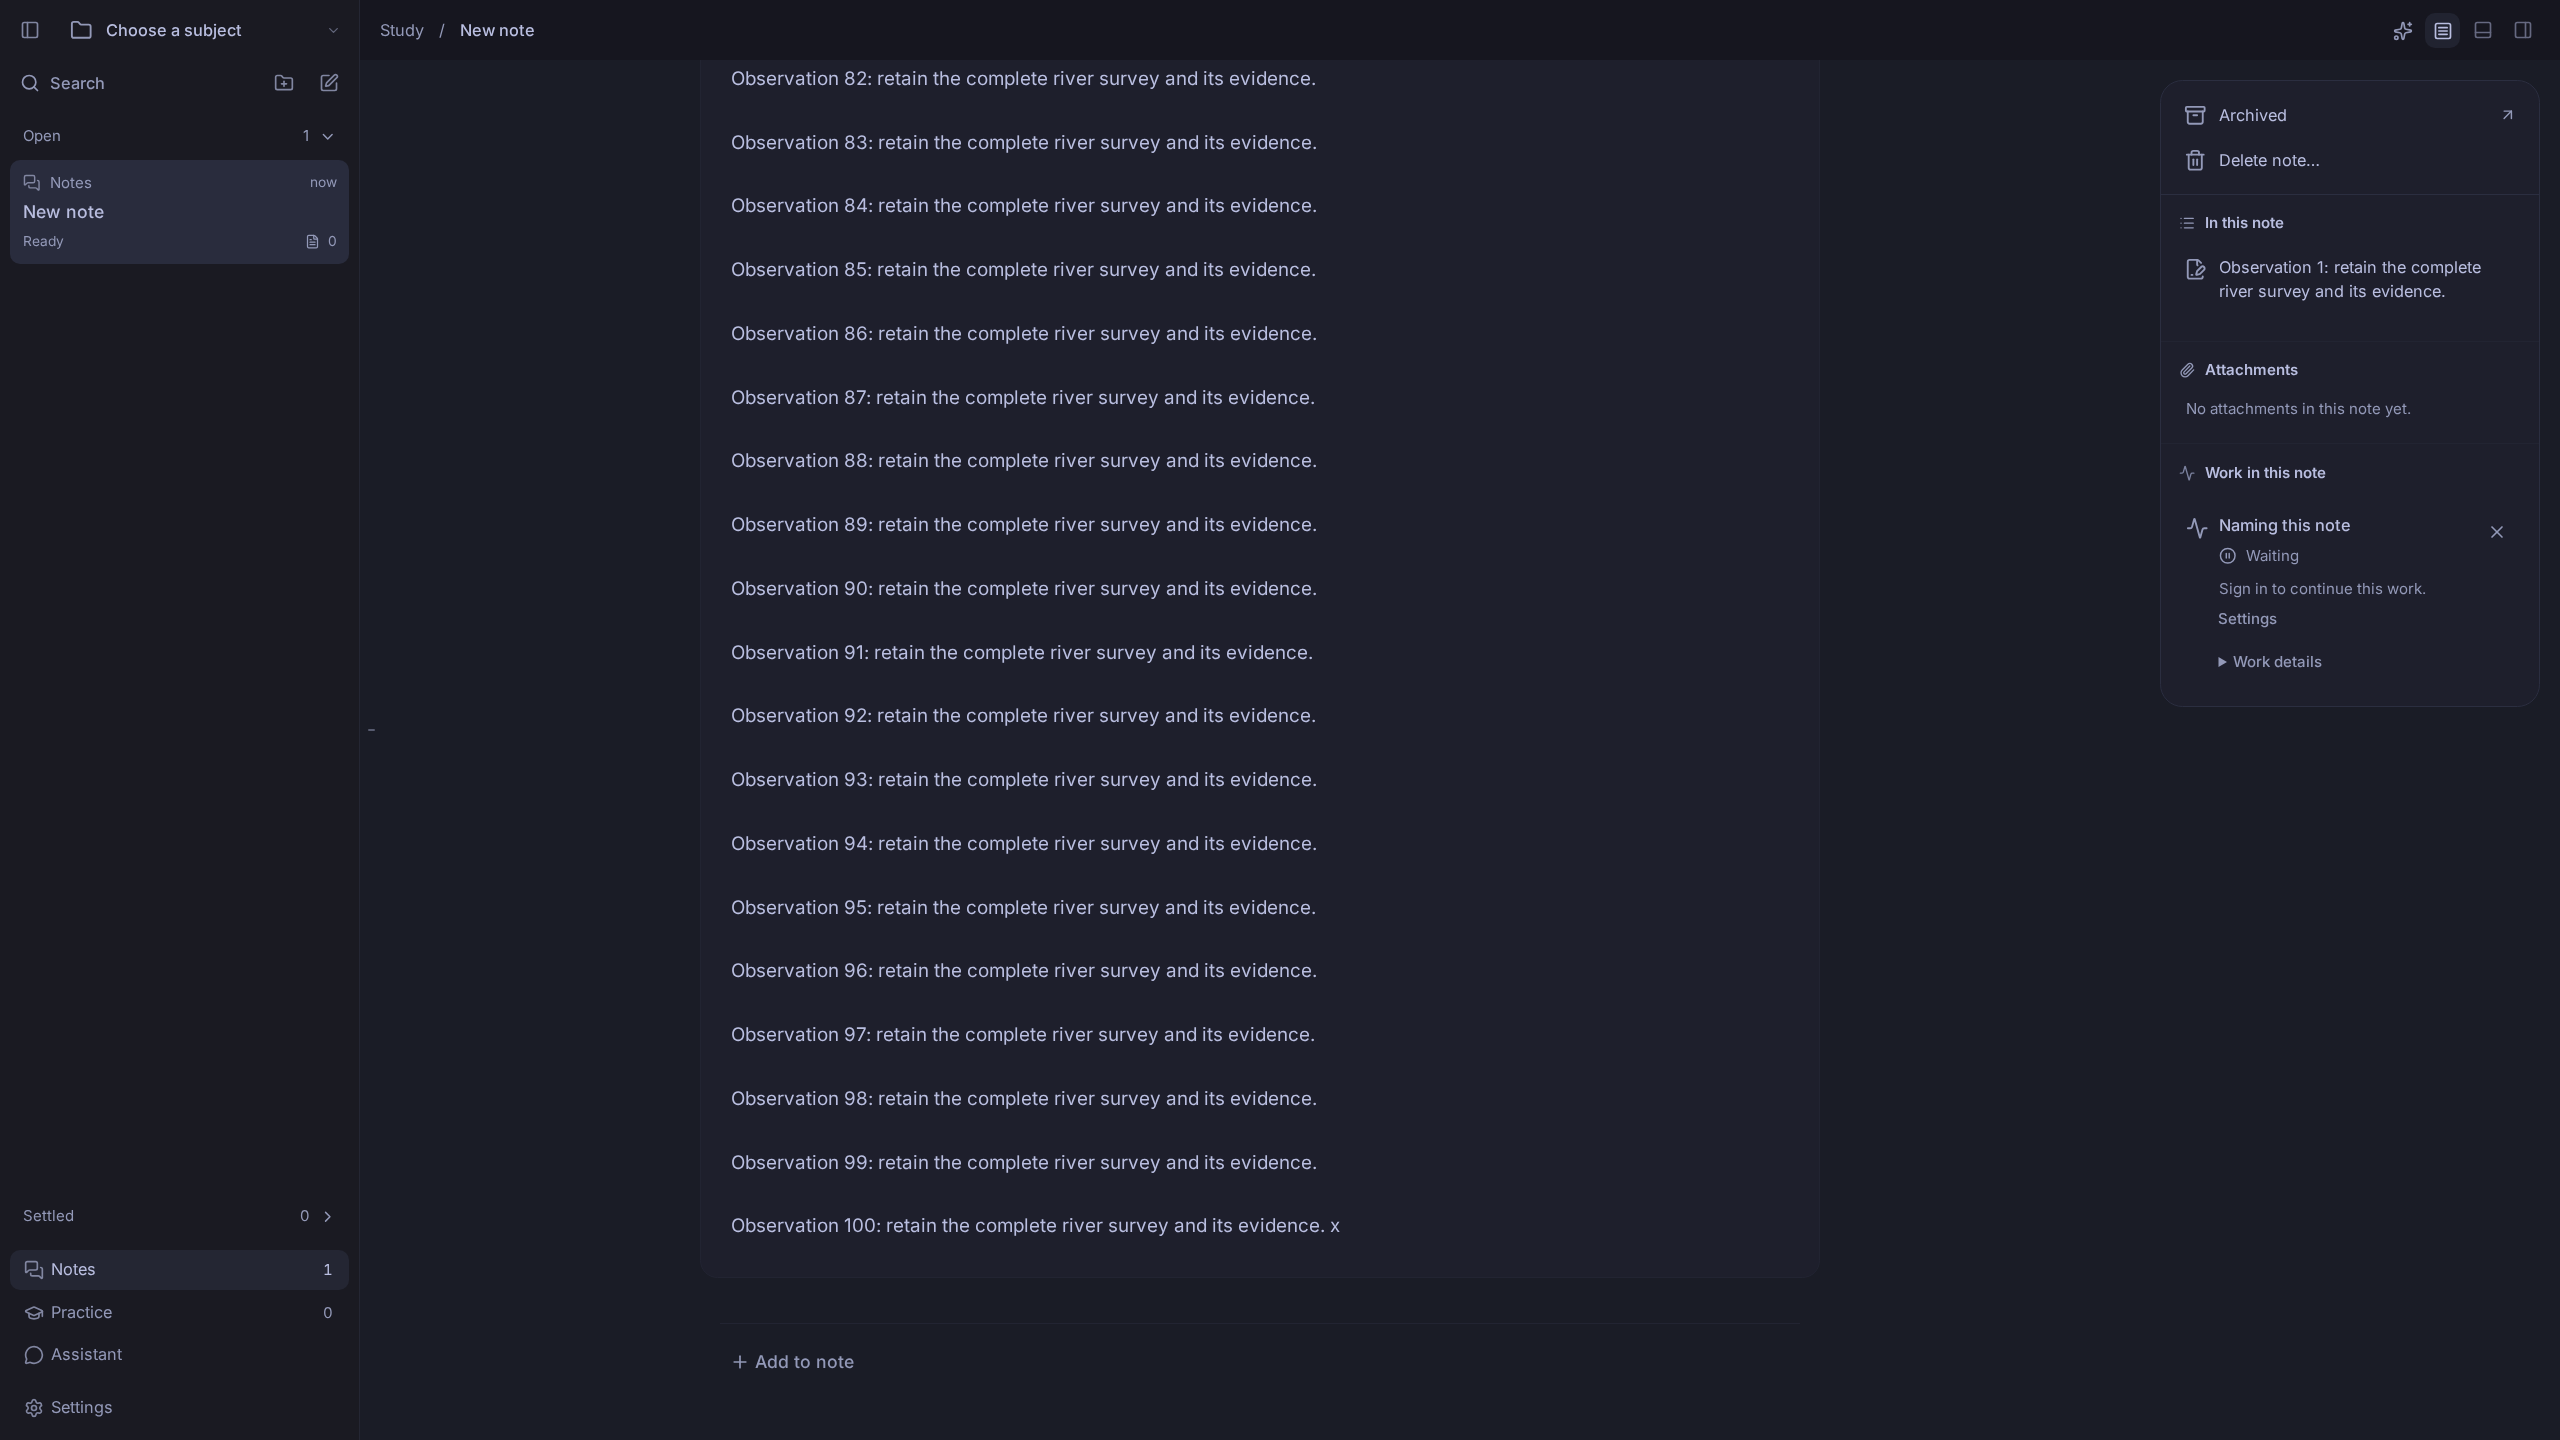 Choose a subject
Search
Open 1
Notes now
New note
Ready 0
Settled 0
Notes 1
Practice 0
Assistant
Settings
Study / New note
Observation 82: retain the complete river survey and its evidence.
Observation 83: retain the complete river survey and its evidence.
Observation 84: retain the complete river survey and its evidence.
Observation 85: retain the complete river survey and its evidence.
Observation 86: retain the complete river survey and its evidence.
Observation 87: retain the complete river survey and its evidence.
Observation 88: retain the complete river survey and its evidence.
Observation 89: retain the complete river survey and its evidence.
Observation 90: retain the complete river survey and its evidence.
Observation 91: retain the complete river survey and its evidence.
Observation 92: retain the complete river survey and its evidence.
Observation 93: retain the complete river survey and its evidence.
Observation 94: retain the complete river survey and its evidence.
Observation 95: retain the complete river survey and its evidence.
Observation 96: retain the complete river survey and its evidence.
Observation 97: retain the complete river survey and its evidence.
Observation 98: retain the complete river survey and its evidence.
Observation 99: retain the complete river survey and its evidence.
Observation 100: retain the complete river survey and its evidence. x
Add to note
Archived
Delete note...
In this note
Observation 1: retain the complete
river survey and its evidence.
Attachments
No attachments in this note yet.
Work in this note
Naming this note
Waiting
Sign in to continue this work.
Settings
Work details